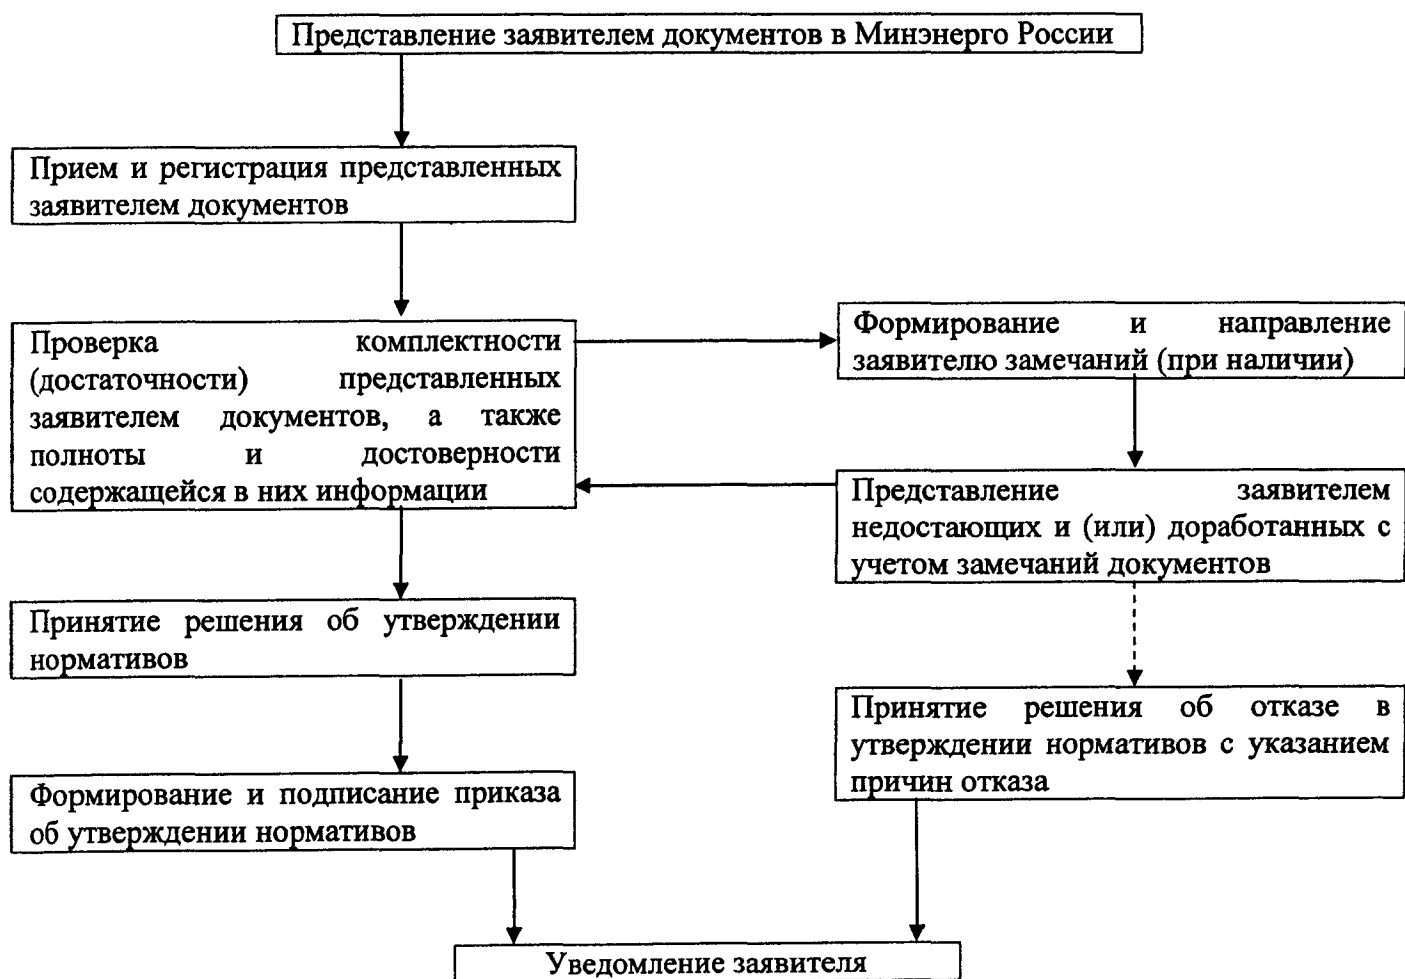 Представление заявителем документов в Минэнерго России
Прием и регистрация представленных
заявителем документов
Проверка комплектности
(достаточности) представленных
заявителем документов, а также
полноты и достоверности
содержащейся в них информации
Формирование и направление
заявителю замечаний (при наличии)
Представление заявителем
недостающих и (или) доработанных с
учетом замечаний документов
Принятие решения об утверждении
нормативов
Принятие решения об отказе в
утверждении нормативов с указанием
причин отказа
Формирование и подписание приказа
об утверждении нормативов
Уведомление заявителя